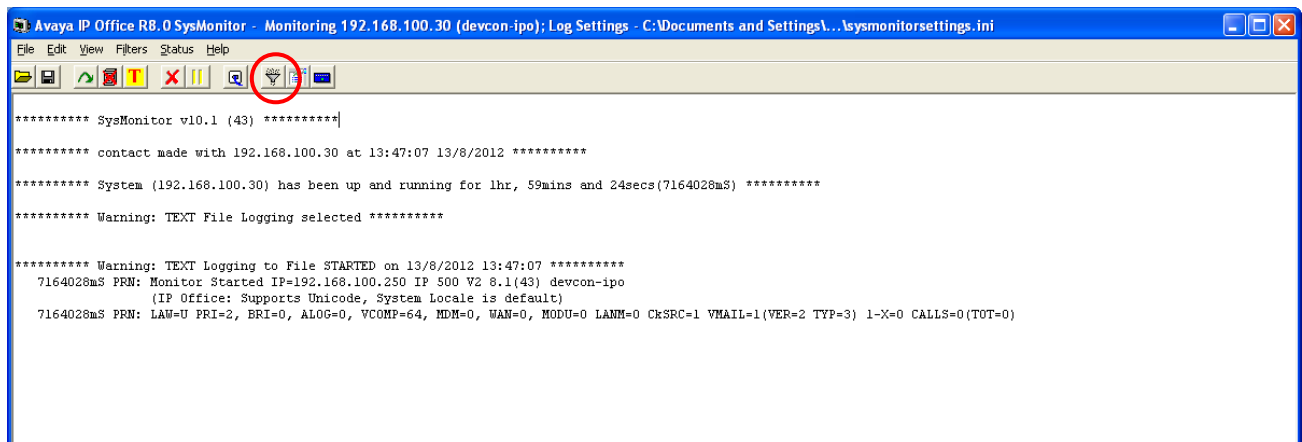 Avaya IP Office R8.0 SysMonitor - Monitoring 192.168.100.30 (devcon-ipo); Log Settings - C:\Documents and Settings\...\sysmonitorsettings.ini
File Edit View Filters Status Help
T
********** SysMonitor v10.1 (43) **********
********** contact made with 192.168.100.30 at 13:47:07 13/8/2012 **********
********** System (192.168.100.30) has been up and running for 1hr, 59mins and 24secs(7164028mS) **********
********** Warning: TEXT File Logging selected **********
********** Warning: TEXT Logging to File STARTED on 13/8/2012 13:47:07 **********
7164028mS PRN: Monitor Started IP=192.168.100.250 IP 500 V2 8.1(43) devcon-ipo
(IP Office: Supports Unicode, System Locale is default)
7164028mS PRN: LAW=U PRI=2, BRI=0, ALOG=0, VCOMP=64, MDM=0, WAN=0, MODU=0 LANM=0 CkSRC=1 VMAIL=1(VER=2 TYP=3) 1-X=0 CALLS=0(TOT=0)